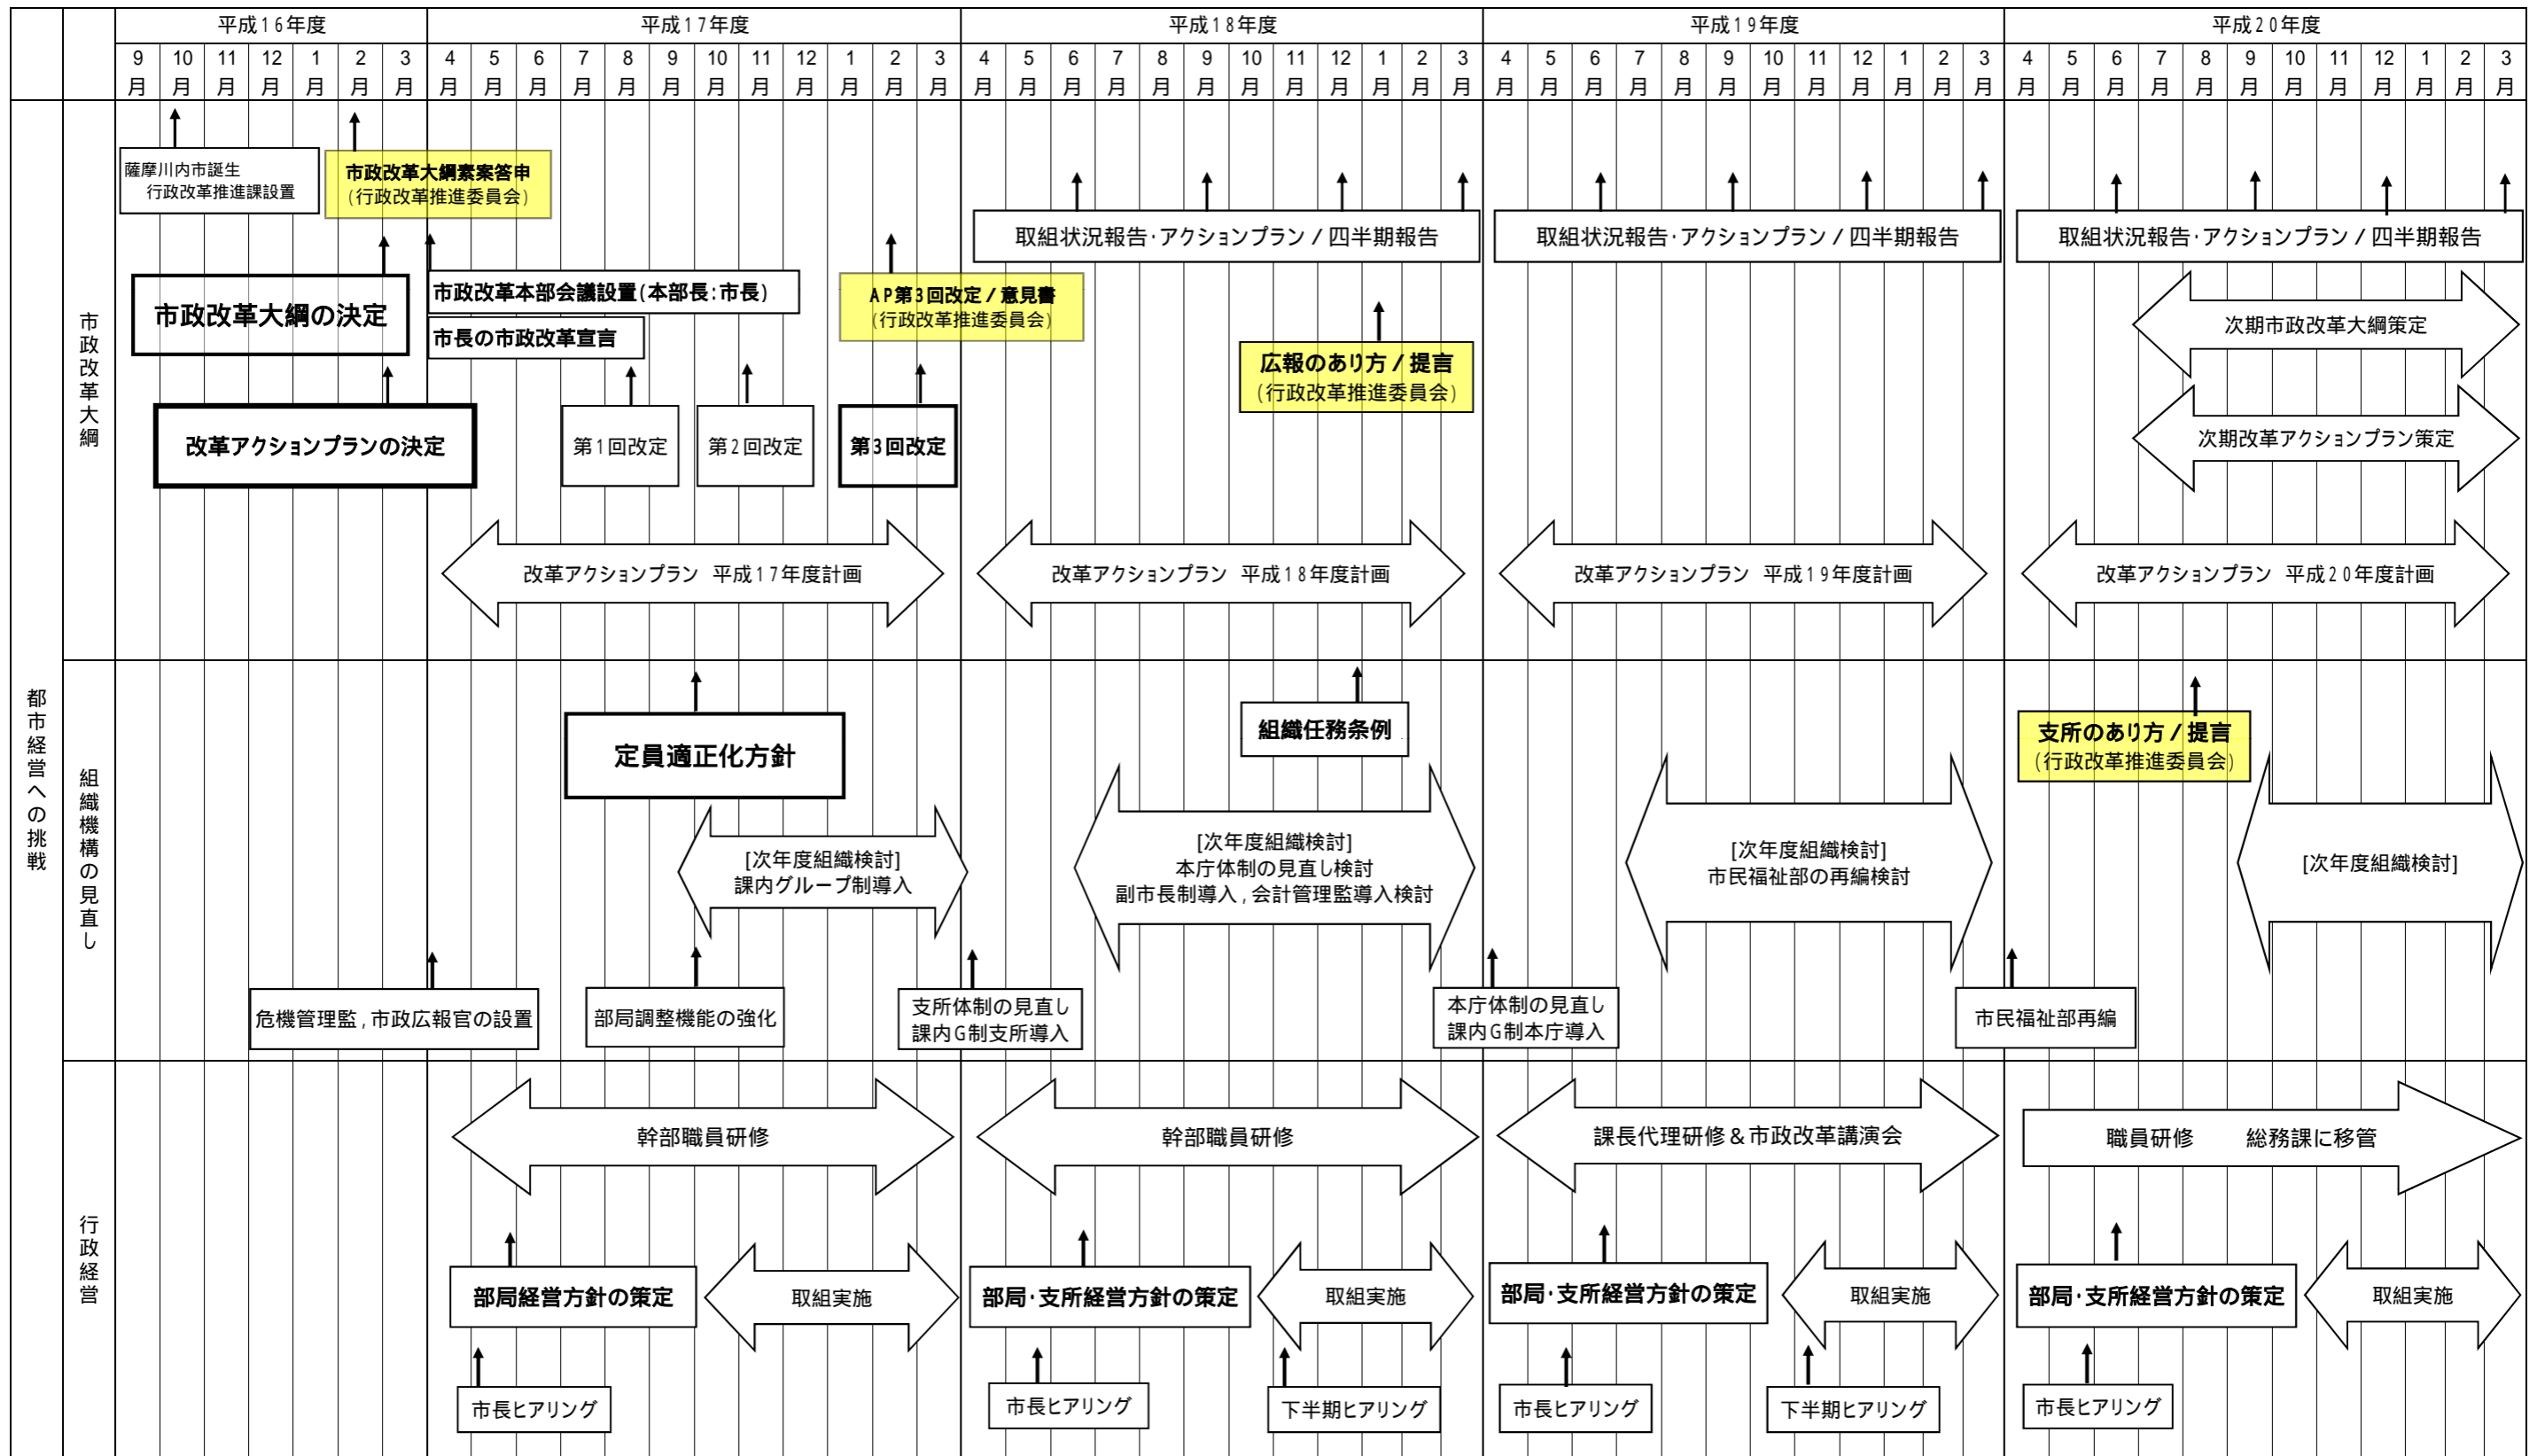 平成16年度 平成17年度 平成18年度 平成19年度 平成20年度
9月 10月 11月 12月 1月 2月 3月 4月 5月 6月 7月 8月 9月 10月 11月 12月 1月 2月 3月 4月 5月 6月 7月 8月 9月 10月 11月 12月 1月 2月 3月 4月 5月 6月 7月 8月 9月 10月 11月 12月 1月 2月 3月 4月 5月 6月 7月 8月 9月 10月 11月 12月 1月 2月 3月
都市経営への挑戦
市政改革大綱
薩摩川内市誕生
行政改革推進課設置
市政改革大綱素案答申
(行政改革推進委員会)
取組状況報告・アクションプラン/四半期報告
取組状況報告・アクションプラン/四半期報告
取組状況報告・アクションプラン/四半期報告
市政改革大綱の決定
市政改革本部会議設置(本部長:市長)
市長の市政改革宣言
AP第3回改定/意見書
(行政改革推進委員会)
広報のあり方/提言
(行政改革推進委員会)
次期市政改革大綱策定
改革アクションプランの決定
第1回改定
第2回改定
第3回改定
次期改革アクションプラン策定
改革アクションプラン 平成17年度計画
改革アクションプラン 平成18年度計画
改革アクションプラン 平成19年度計画
改革アクションプラン 平成20年度計画
組織機構の見直し
定員適正化方針
組織任務条例
支所のあり方/提言
(行政改革推進委員会)
[次年度組織検討]
課内グループ制導入
[次年度組織検討]
本庁体制の見直し検討
副市長制導入,会計管理監導入検討
[次年度組織検討]
市民福祉部の再編検討
[次年度組織検討]
危機管理監,市政広報官の設置
部局調整機能の強化
支所体制の見直し
課内G制支所導入
本庁体制の見直し
課内G制本庁導入
市民福祉部再編
行政経営
幹部職員研修
幹部職員研修
課長代理研修&市政改革講演会
職員研修 総務課に移管
部局経営方針の策定
取組実施
部局・支所経営方針の策定
取組実施
部局・支所経営方針の策定
取組実施
部局・支所経営方針の策定
取組実施
市長ヒアリング
市長ヒアリング
下半期ヒアリング
市長ヒアリング
下半期ヒアリング
市長ヒアリング